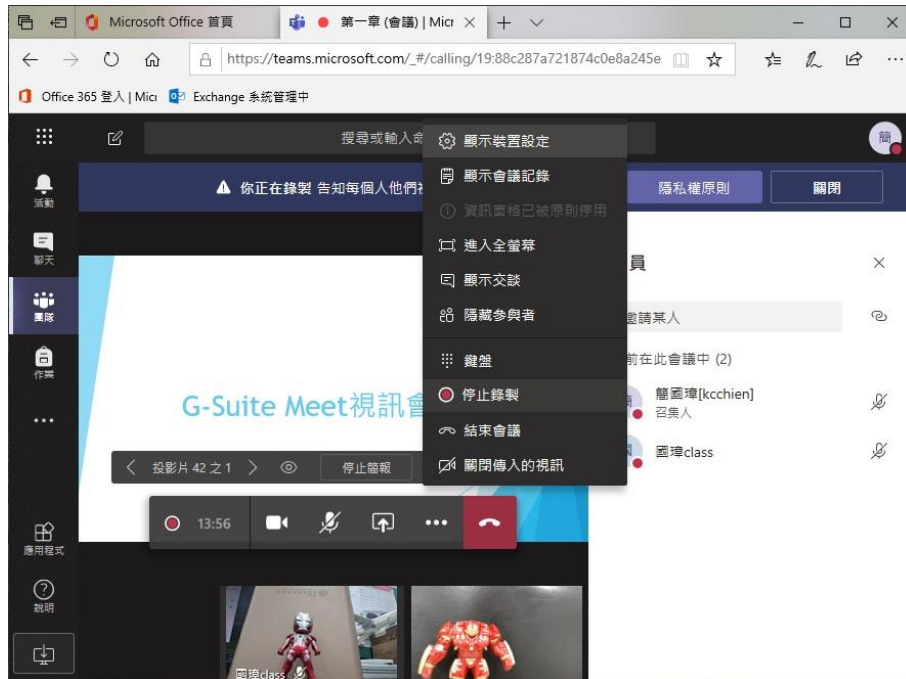 Microsoft Office 首頁
第一章 (會議) | Micr
https://teams.microsoft.com/_#/calling/19:88c287a721874c0e8a245e
Office 365 登入 | Micr
Exchange 系統管理中
搜尋或輸入命
簡
你正在錄製 告知每個人他們
隱私權原則
關閉
活動
聊天
團隊
作業
應用程式
說明
顯示裝置設定
顯示會議記錄
資訊窗格已被原則停用
進入全螢幕
顯示交談
隱藏參與者
鍵盤
停止錄製
結束會議
關閉傳入的視訊
G-Suite Meet視訊會
投影片 42 之 1
停止簡報
13:56
國璋class
員
邀請某人
前在此會議中 (2)
簡國璋[kcchien]
召集人
國璋class